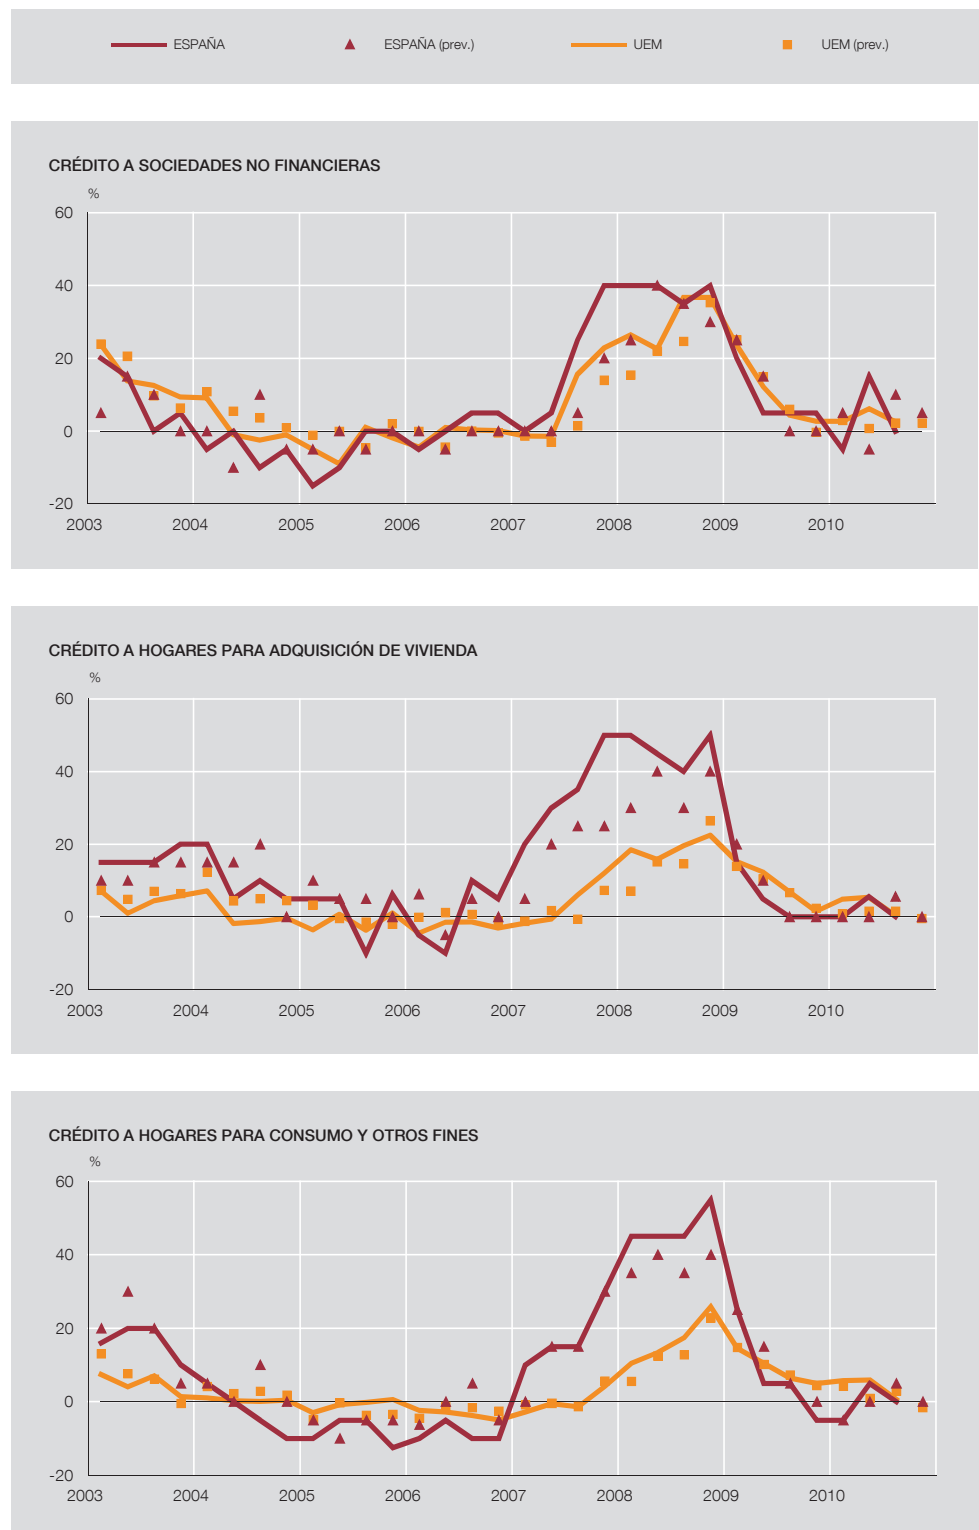 ESPAÑA ESPAÑA (prev.) UEM UEM (prev.)
CRÉDITO A SOCIEDADES NO FINANCIERAS
%
60
40
20
0
-20
2003 2004 2005 2006 2007 2008 2009 2010
CRÉDITO A HOGARES PARA ADQUISICIÓN DE VIVIENDA
%
60
40
20
0
-20
2003 2004 2005 2006 2007 2008 2009 2010
CRÉDITO A HOGARES PARA CONSUMO Y OTROS FINES
%
60
40
20
0
-20
2003 2004 2005 2006 2007 2008 2009 2010